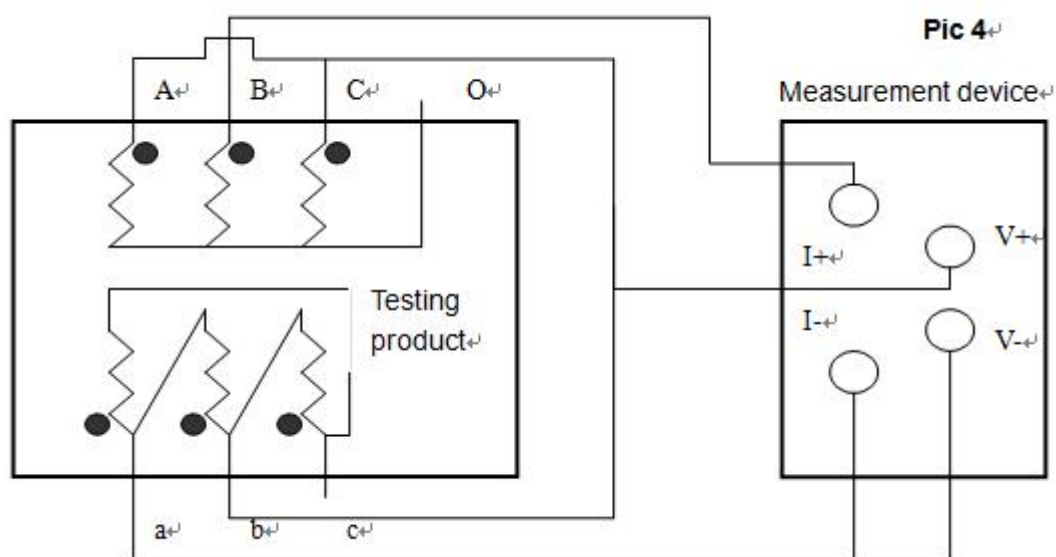 Pic 4↵
A↵ B↵ C↵ O↵
Measurement device↵
I+↵ V+↵
Testing
product↵
I-↵ V-↵
a↵ b↵ c↵